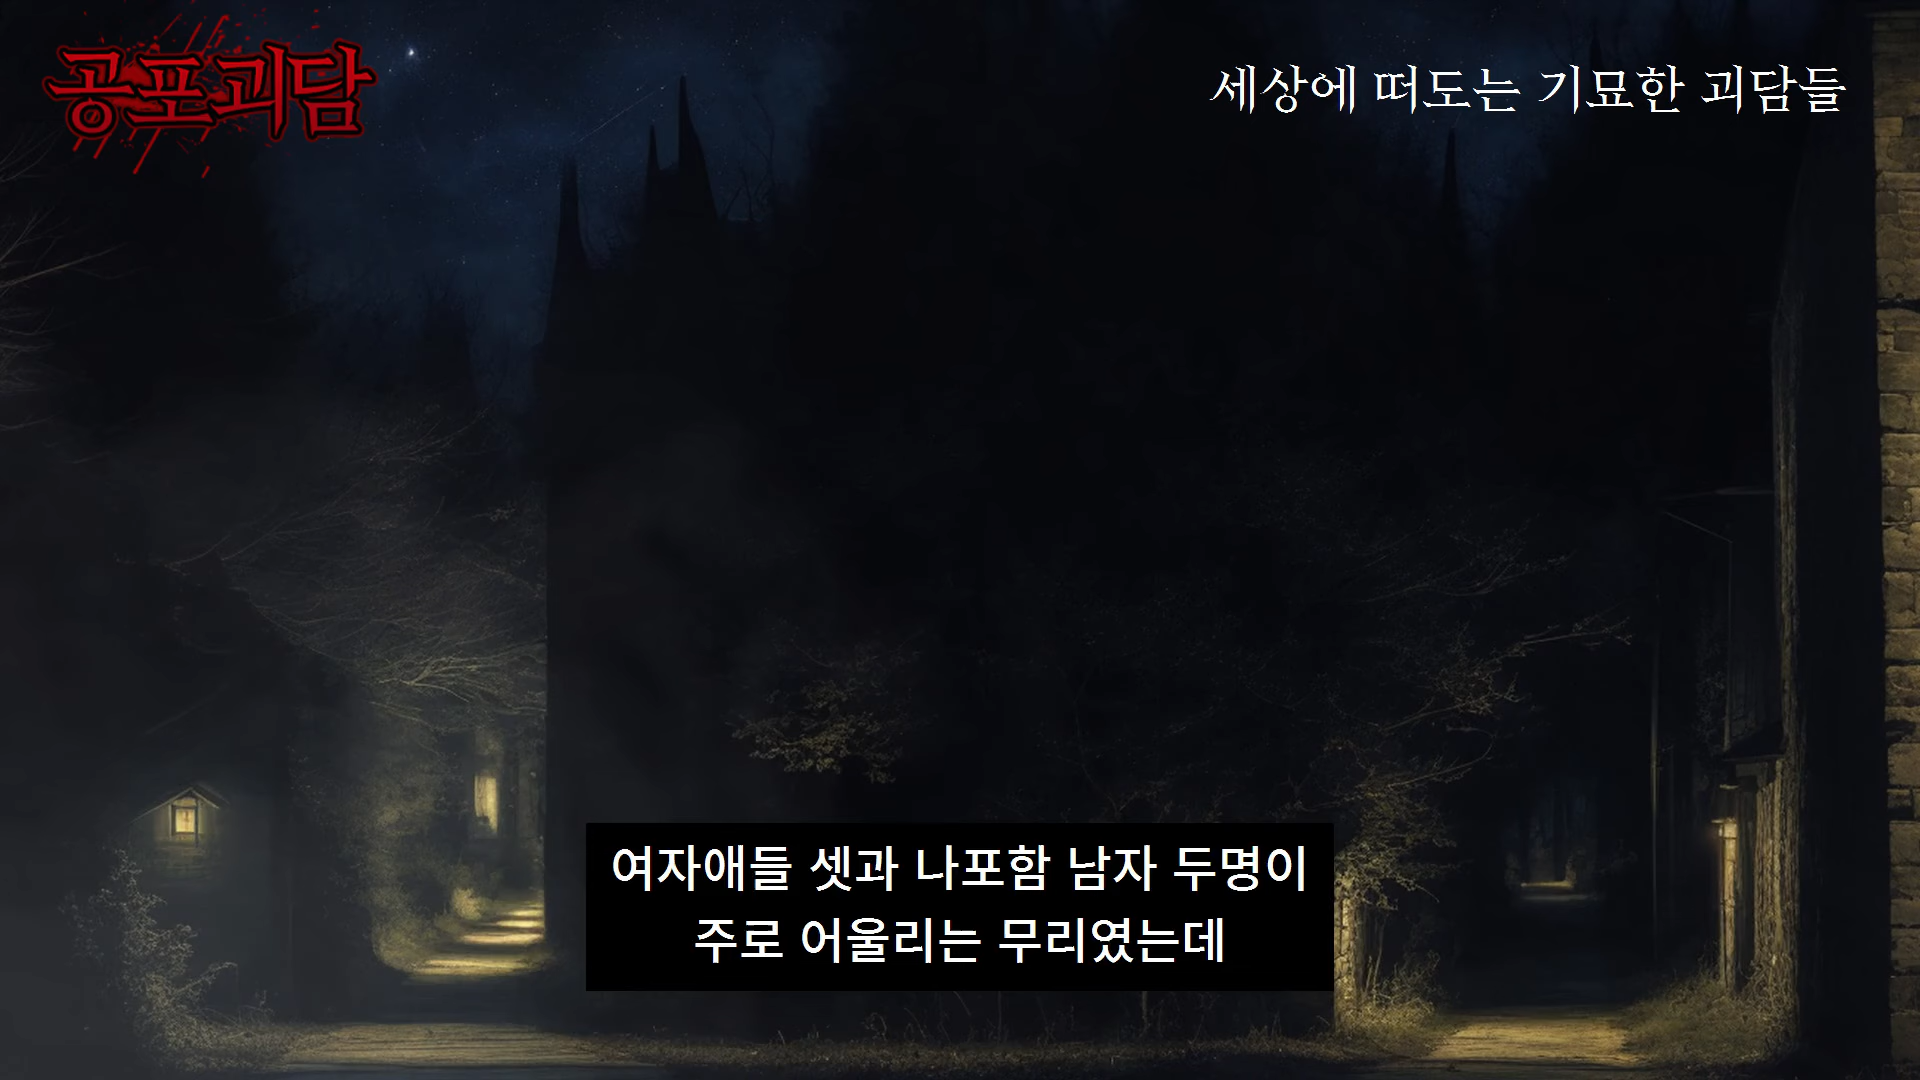 공포괴담
세상에 떠도는 기묘한 괴담들
여자애들 셋과 나포함 남자 두명이
주로 어울리는 무리였는데